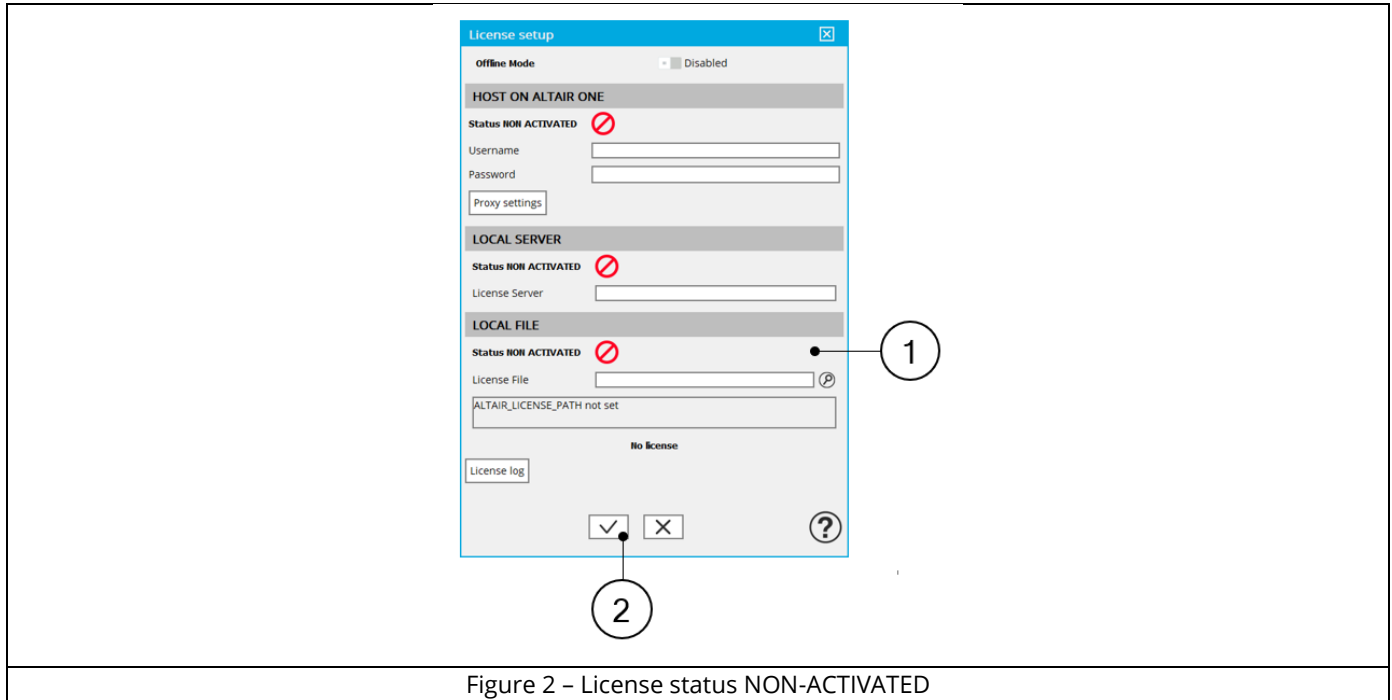 License setup
Offline Mode Disabled
HOST ON ALTAIR ONE
Status NON ACTIVATED
Username
Password
Proxy settings
LOCAL SERVER
Status NON ACTIVATED
License Server
LOCAL FILE
Status NON ACTIVATED
1
License File
ALTAIR_LICENSE_PATH not set
No license
License log
?
2
Figure 2 – License status NON-ACTIVATED